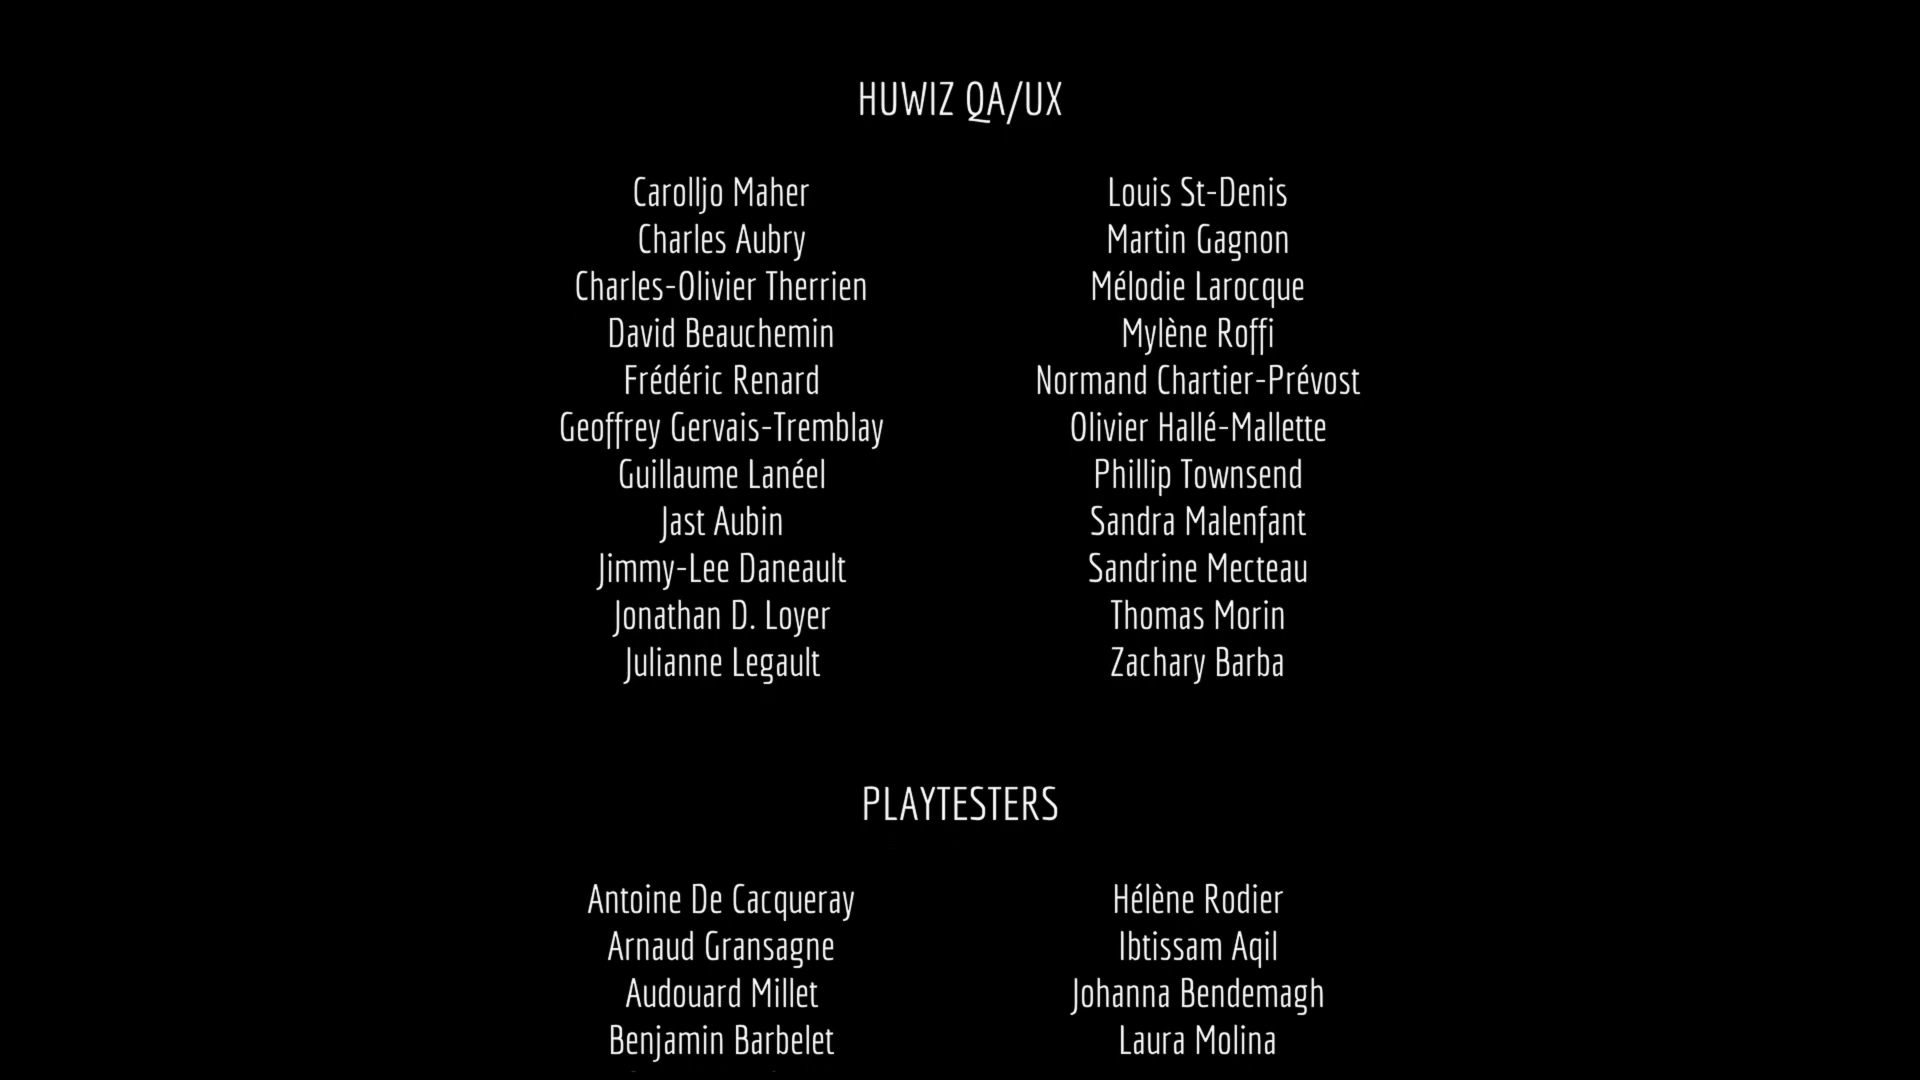 HUWIZ QA/UX
Carolljo Maher
Charles Aubry
Charles-Olivier Therrien
David Beauchemin
Frédéric Renard
Geoffrey Gervais-Tremblay
Guillaume Lanéel
Jast Aubin
Jimmy-Lee Daneault
Jonathan D. Loyer
Julianne Legault
Louis St-Denis
Martin Gagnon
Mélodie Larocque
Mylène Roffi
Normand Chartier-Prévost
Olivier Hallé-Mallette
Phillip Townsend
Sandra Malenfant
Sandrine Mecteau
Thomas Morin
Zachary Barba
PLAYTESTERS
Antoine De Cacqueray
Arnaud Gransagne
Audouard Millet
Benjamin Barbelet
Hélène Rodier
Ibtissam Aqil
Johanna Bendemagh
Laura Molina